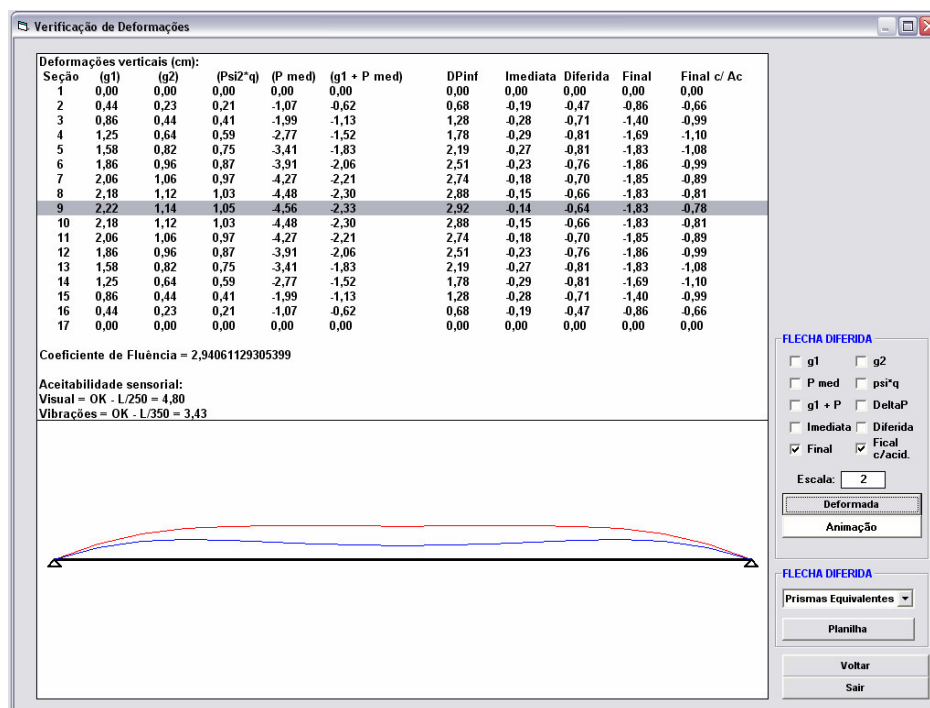 Verificação de Deformações
Deformações verticais (cm):
Seção (g1) (g2) (Psi2*q) (P med) (g1 + P med) DPinf Imediata Diferida Final Final c/ Ac
1 0,00 0,00 0,00 0,00 0,00 0,00 0,00 0,00 0,00 0,00
2 0,44 0,23 0,21 -1,07 -0,62 0,68 -0,19 -0,47 -0,86 -0,66
3 0,86 0,44 0,41 -1,99 -1,13 1,28 -0,28 -0,71 -1,40 -0,99
4 1,25 0,64 0,59 -2,77 -1,52 1,78 -0,29 -0,81 -1,69 -1,10
5 1,58 0,82 0,75 -3,41 -1,83 2,19 -0,27 -0,81 -1,83 -1,08
6 1,86 0,96 0,87 -3,91 -2,06 2,51 -0,23 -0,76 -1,86 -0,99
7 2,06 1,06 0,97 -4,27 -2,21 2,74 -0,18 -0,70 -1,85 -0,89
8 2,18 1,12 1,03 -4,48 -2,30 2,88 -0,15 -0,66 -1,83 -0,81
9 2,22 1,14 1,05 -4,56 -2,33 2,92 -0,14 -0,64 -1,83 -0,78
10 2,18 1,12 1,03 -4,48 -2,30 2,88 -0,15 -0,66 -1,83 -0,81
11 2,06 1,06 0,97 -4,27 -2,21 2,74 -0,18 -0,70 -1,85 -0,89
12 1,86 0,96 0,87 -3,91 -2,06 2,51 -0,23 -0,76 -1,86 -0,99
13 1,58 0,82 0,75 -3,41 -1,83 2,19 -0,27 -0,81 -1,83 -1,08
14 1,25 0,64 0,59 -2,77 -1,52 1,78 -0,29 -0,81 -1,69 -1,10
15 0,86 0,44 0,41 -1,99 -1,13 1,28 -0,28 -0,71 -1,40 -0,99
16 0,44 0,23 0,21 -1,07 -0,62 0,68 -0,19 -0,47 -0,86 -0,66
17 0,00 0,00 0,00 0,00 0,00 0,00 0,00 0,00 0,00 0,00
Coeficiente de Fluência = 2,94061129305399
Aceitabilidade sensorial:
Visual = OK - L/250 = 4,80
Vibrações = OK - L/350 = 3,43
FLECHA DIFERIDA
g1 g2
P med psi*q
g1 + P DeltaP
Imediata Diferida
Final Fical
c/acid.
Escala: 2
Deformada
Animação
FLECHA DIFERIDA
Prismas Equivalentes
Planilha
Voltar
Sair